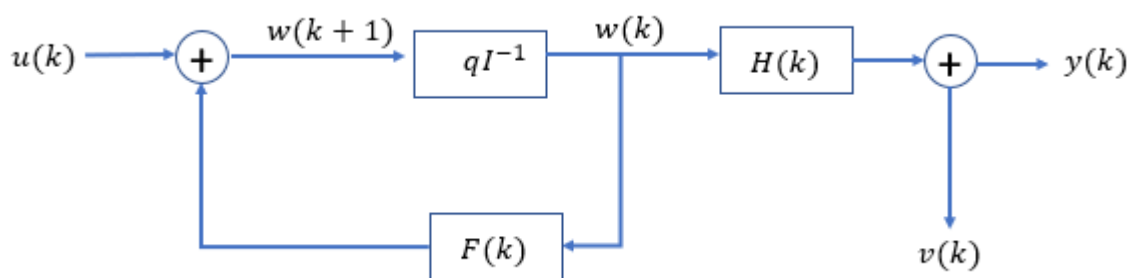 u(k)
+
w(k + 1)
qI⁻¹
w(k)
H(k)
+
y(k)
F(k)
v(k)